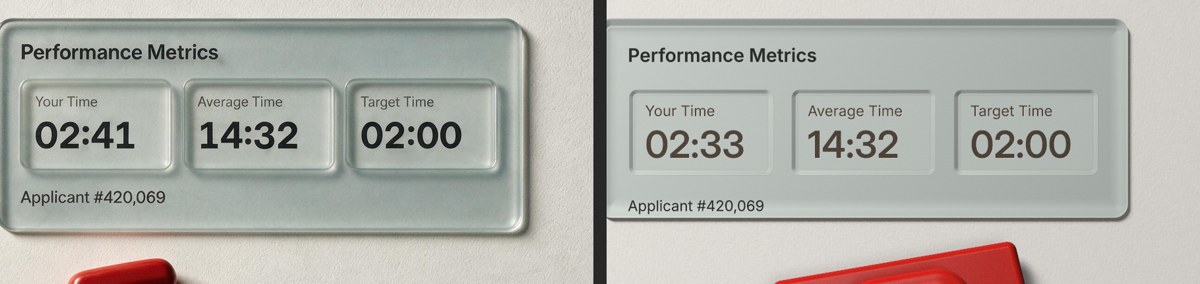 Performance Metrics
Your Time
02:41
Average Time
14:32
Target Time
02:00
Applicant #420,069
Performance Metrics
Your Time
02:33
Average Time
14:32
Target Time
02:00
Applicant #420,069